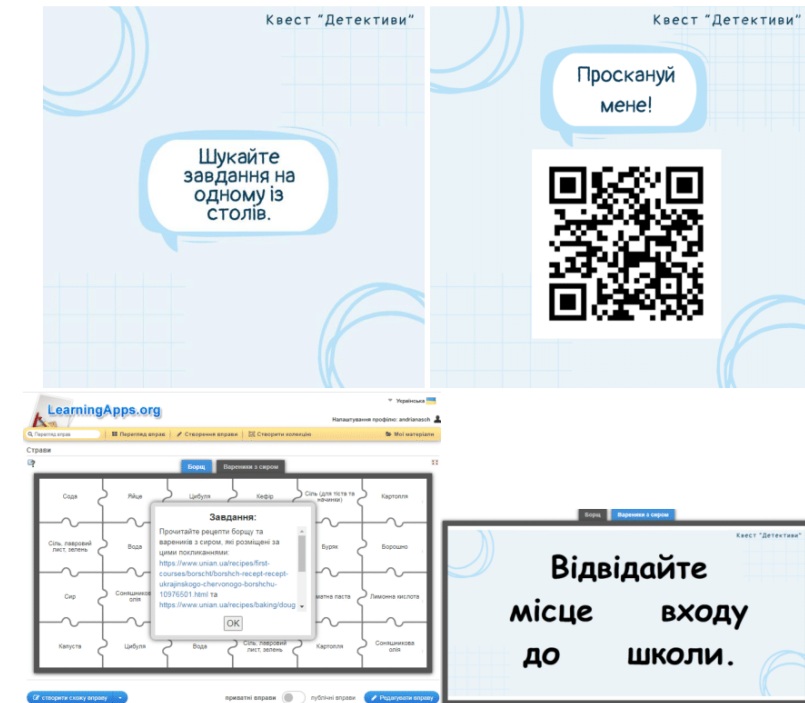 Квест "Детективи"
Шукайте
завдання на
одному із
столів.
Квест "Детективи"
Проскануй
мене!
LearningApps.org
Українська
Налаштування профілю: andrianasch
Перегляд вправ
Перегляд вправ
Створення вправи
Створити колекцію
Мої матеріали
Страви
Борщ
Вареники з сиром
Сода
Яйце
Цибуля
Кефір
Сіль (для тіста та
начинки)
Картопля
Завдання:
Прочитайте рецепти борщу та
вареників з сиром, які розміщені за
цими покликаннями:
https://www.unian.ua/recipes/first-
courses/borscht/borshch-recept-recept-
ukrajinskogo-chervonogo-borshchu-
10976501.html та
https://www.unian.ua/recipes/baking/doug
OK
Сіль, лавровий
лист, зелень
Вода
Буряк
Борошно
Сир
Соняшникова
олія
Лимонна кислота
Капуста
Цибуля
Вода
Сіль, лавровий
лист, зелень
Картопля
Соняшникова
олія
створити схожу вправу
приватні вправи
публічні вправи
Редагувати вправу
Борщ
Вареники з сиром
Квест "Детективи"
Відвідайте
місце входу
до школи.